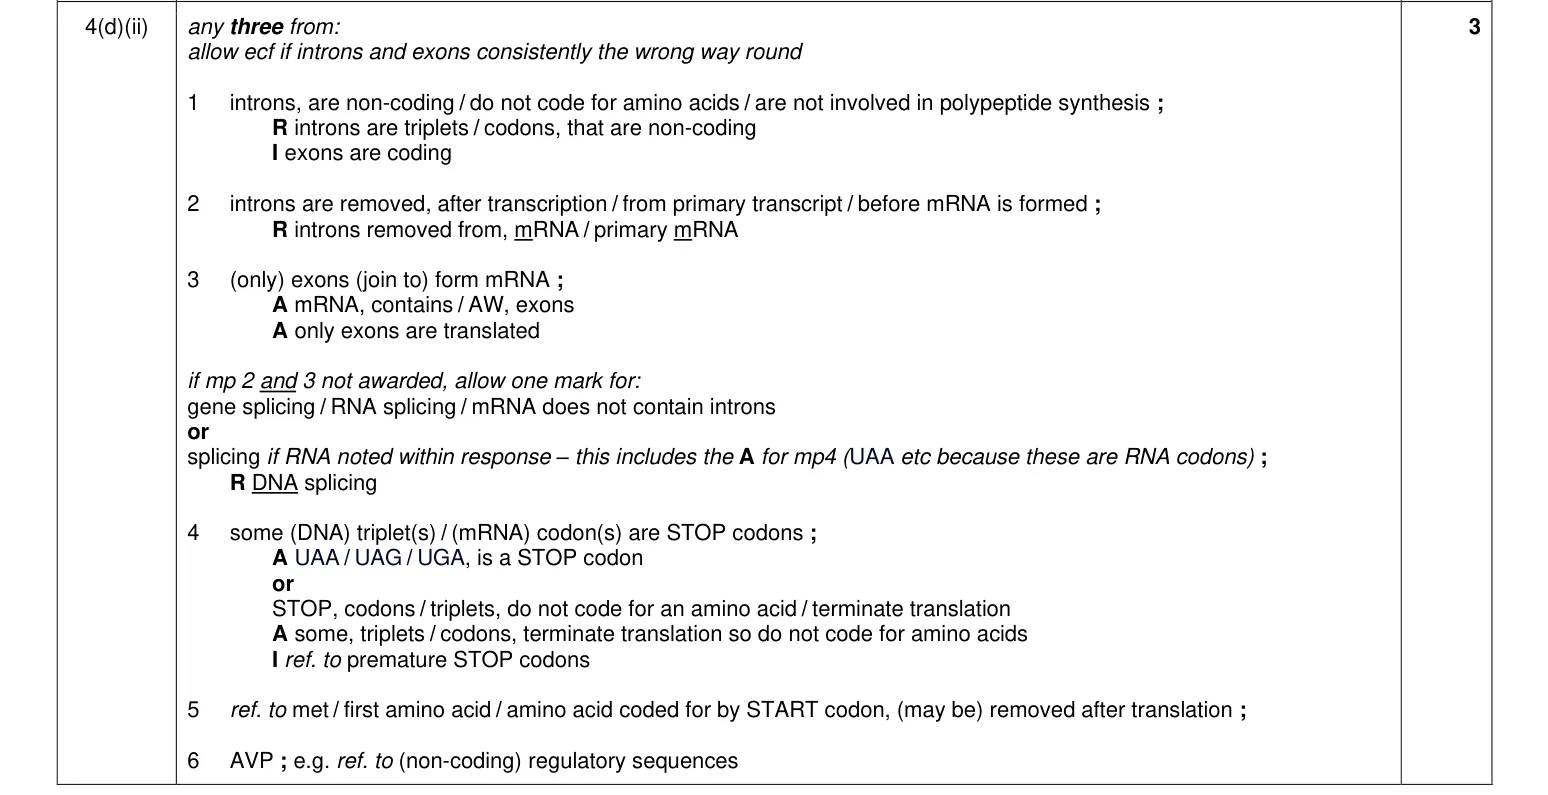 4(d)(ii) any three from: 3
allow ecf if introns and exons consistently the wrong way round
1 introns, are non-coding / do not code for amino acids / are not involved in polypeptide synthesis ;
R introns are triplets / codons, that are non-coding
I exons are coding
2 introns are removed, after transcription / from primary transcript / before mRNA is formed ;
R introns removed from, mRNA / primary mRNA
3 (only) exons (join to) form mRNA ;
A mRNA, contains / AW, exons
A only exons are translated
if mp 2 and 3 not awarded, allow one mark for:
gene splicing / RNA splicing / mRNA does not contain introns
or
splicing if RNA noted within response – this includes the A for mp4 (UAA etc because these are RNA codons) ;
R DNA splicing
4 some (DNA) triplet(s) / (mRNA) codon(s) are STOP codons ;
A UAA / UAG / UGA, is a STOP codon
or
STOP, codons / triplets, do not code for an amino acid / terminate translation
A some, triplets / codons, terminate translation so do not code for amino acids
I ref. to premature STOP codons
5 ref. to met / first amino acid / amino acid coded for by START codon, (may be) removed after translation ;
6 AVP ; e.g. ref. to (non-coding) regulatory sequences